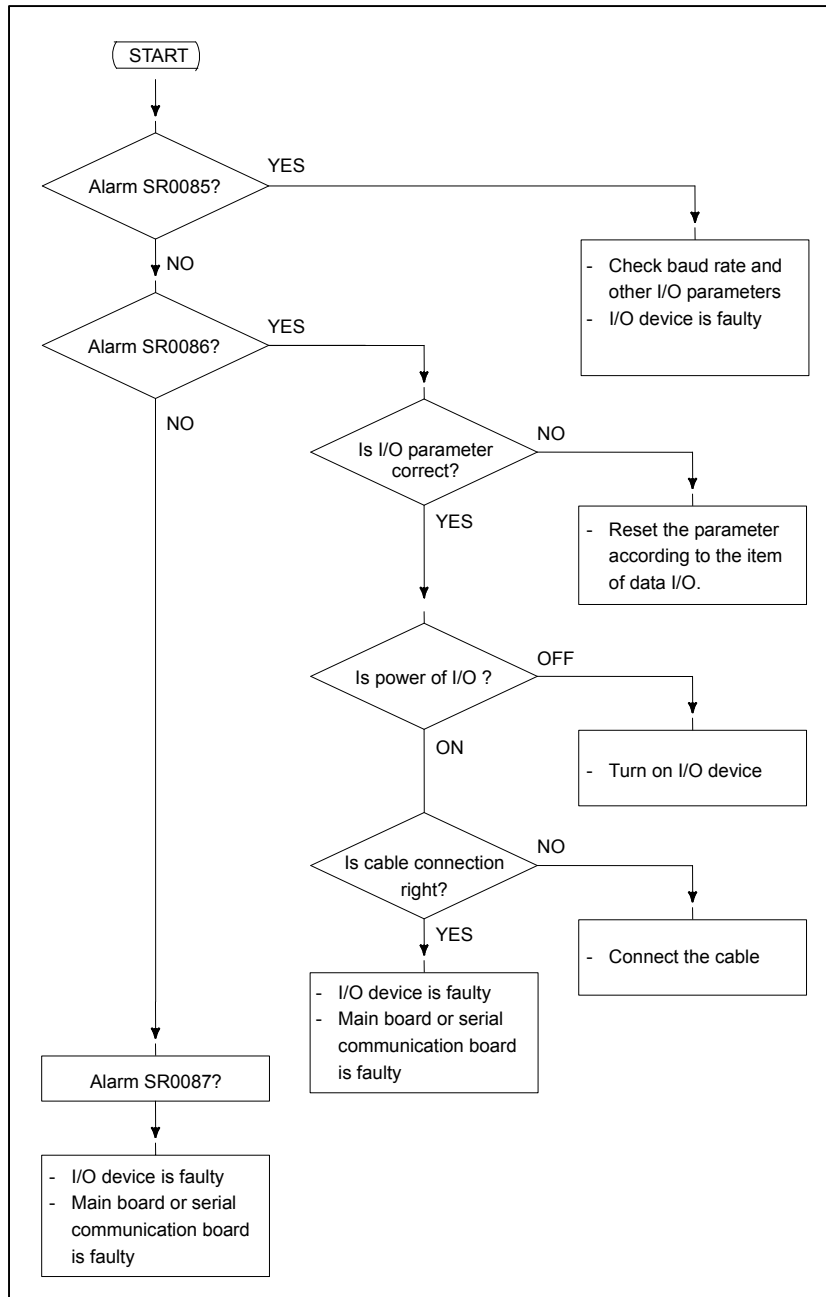 START
Alarm SR0085?
YES
- Check baud rate and
other I/O parameters
- I/O device is faulty
NO
Alarm SR0086?
YES
NO
Is I/O parameter
correct?
NO
- Reset the parameter
according to the item
of data I/O.
YES
Is power of I/O ?
OFF
- Turn on I/O device
ON
Is cable connection
right?
NO
- Connect the cable
YES
- I/O device is faulty
- Main board or serial
communication board
is faulty
Alarm SR0087?
- I/O device is faulty
- Main board or serial
communication board
is faulty